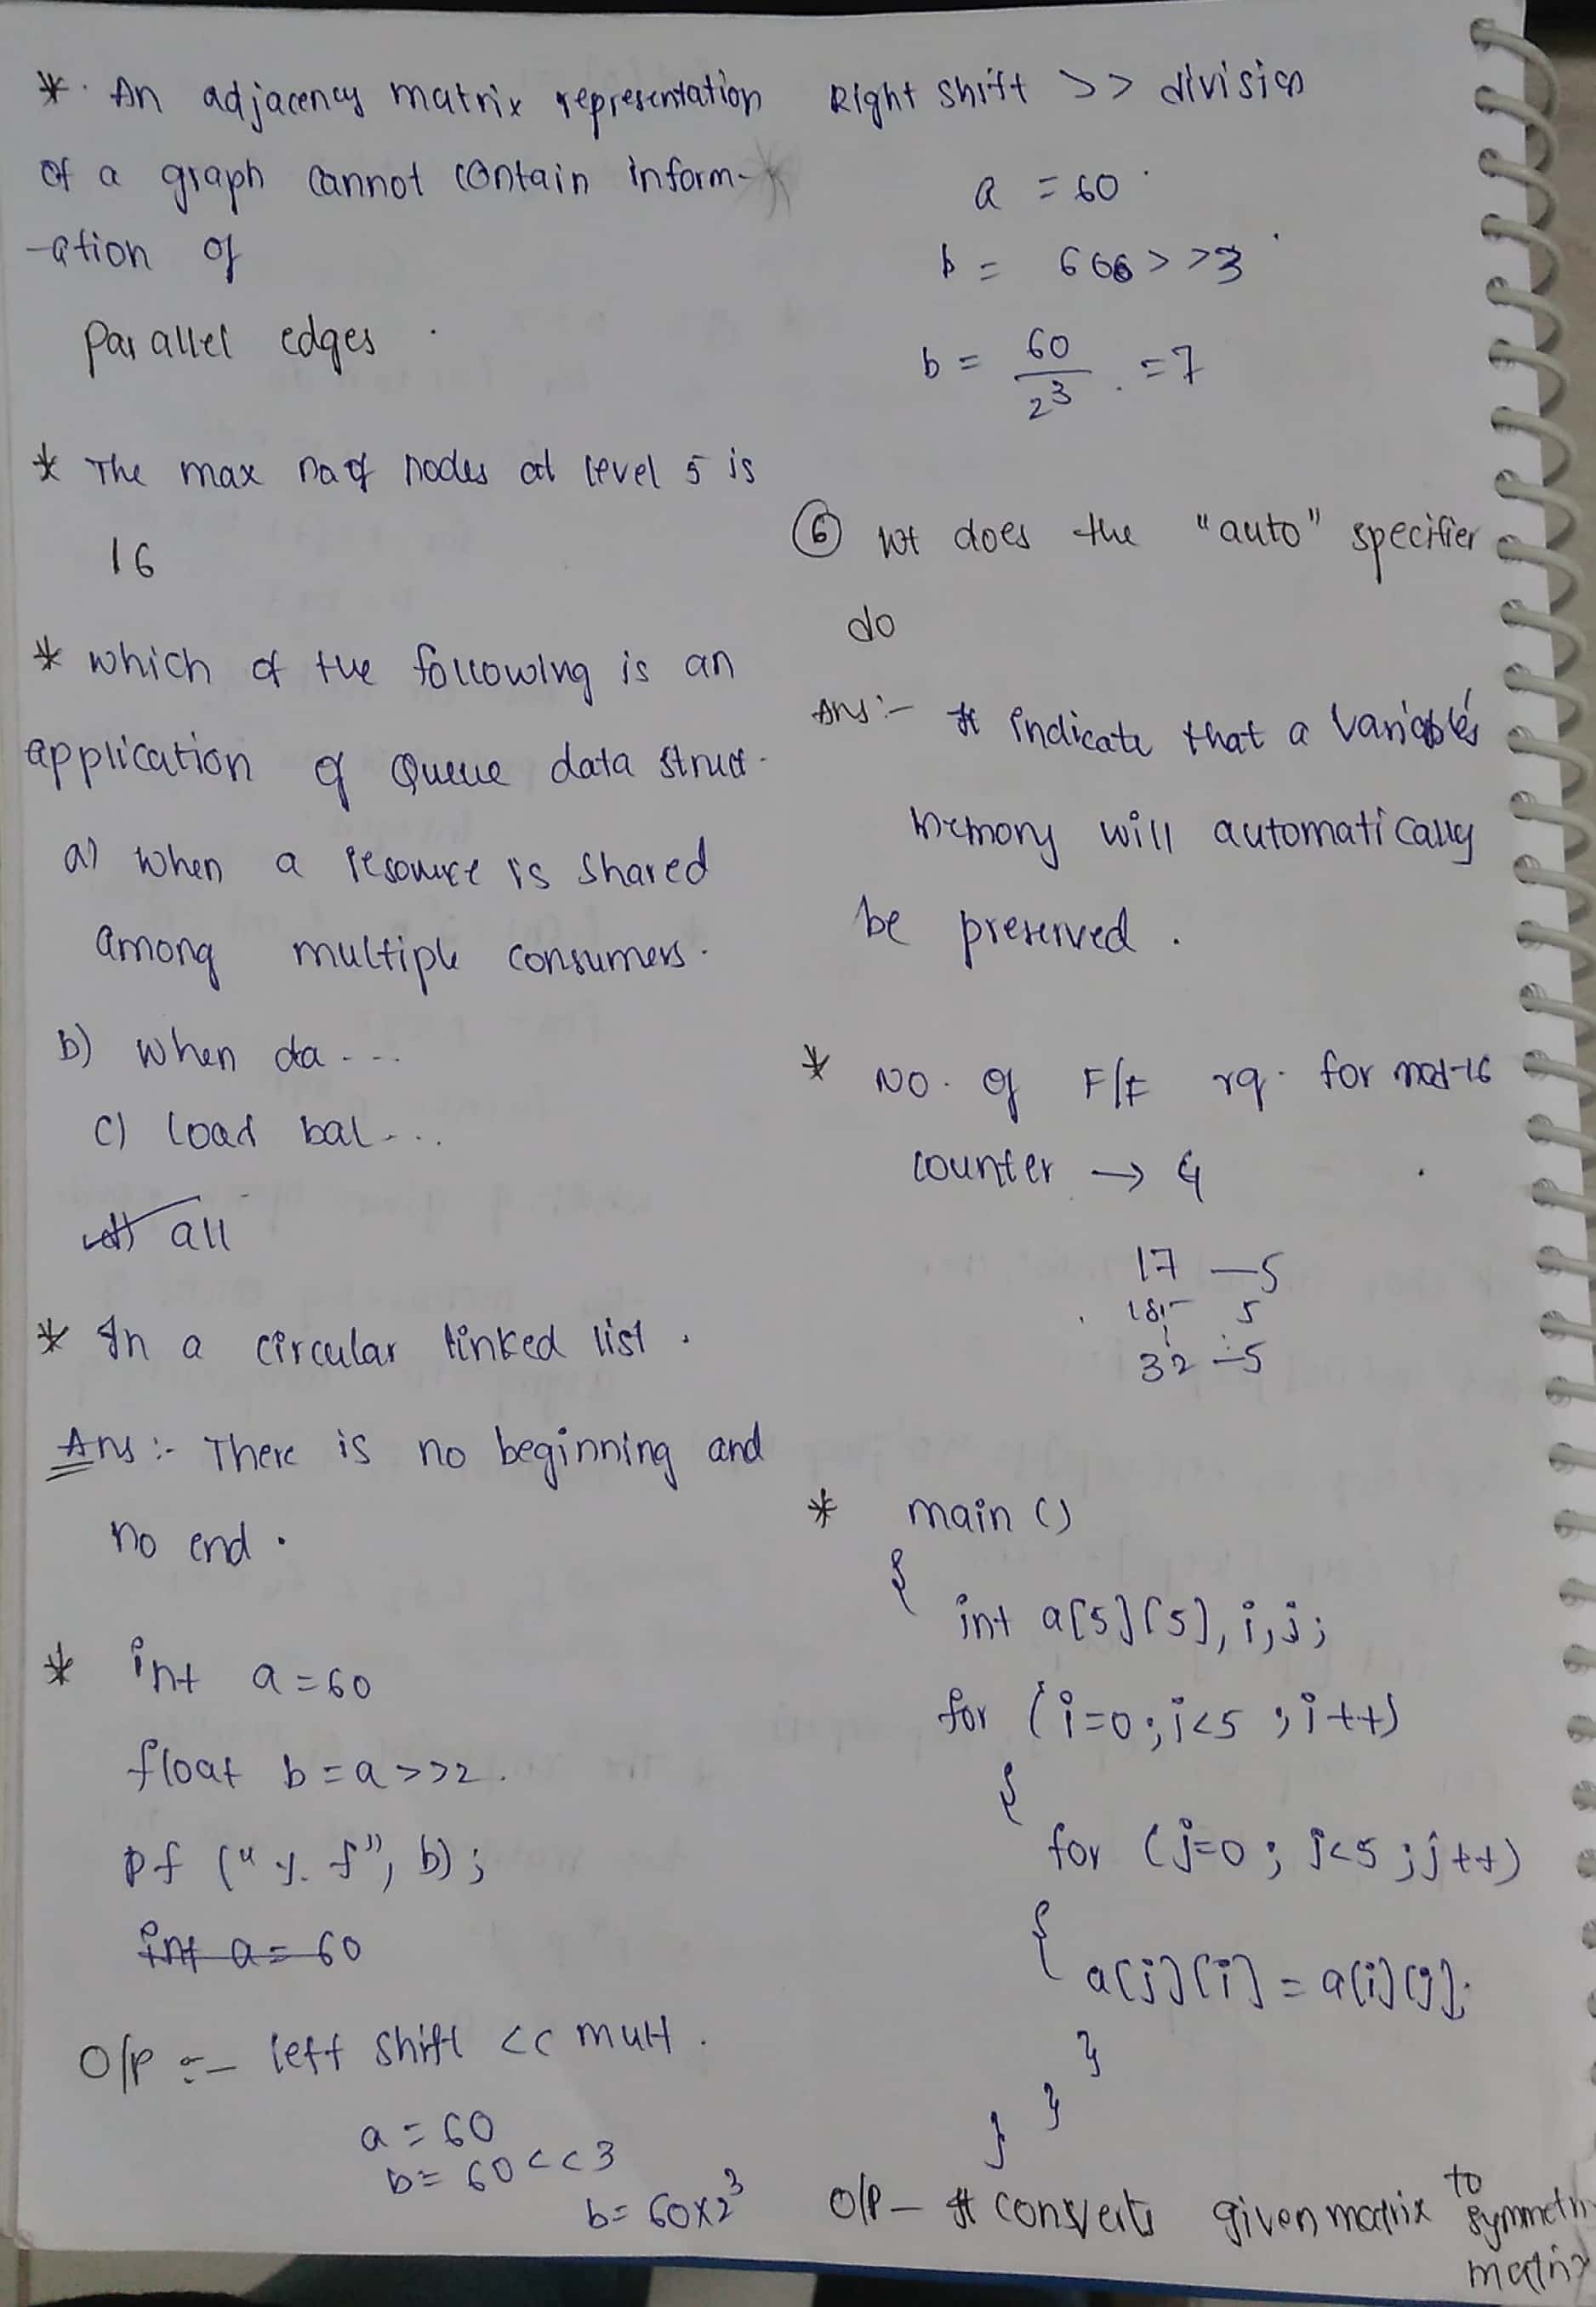 * An adjacency matrix representation
of a graph cannot contain inform-
-ation of
parallel edges .
* The max no of nodes at level 5 is
16
* which of the following is an
application of Queue data struct.
a) when a resource is shared
among multiple consumers.
b) when da ...
c) load bal ...
d) all
* In a circular linked list .
Ans :- There is no beginning and
no end .
* int a=60
float b=a>>2.
pf ("%f", b);
int a=60
O/P :- left shift << mult .
a = 60
b= 60<<3
b= 60x2^3
Right shift >> division
a = 60
b = >>3
b = 60/2^3 . =7
(6) wt does the "auto" specifier
do
Ans :- It indicate that a variable's
memory will automatically
be preserved .
* NO. of F/F rq. for mod-16
counter → 4
17 - 5
18 - 5
32 - 5
* main ()
{
int a[5][5], i,j;
for (i=0;i<5;i++)
{
for (j=0; j<5;j++)
{
a[j][i] = a[i][j];
}
}
}
O/P - It converts given matrix to
symmetric
matrix